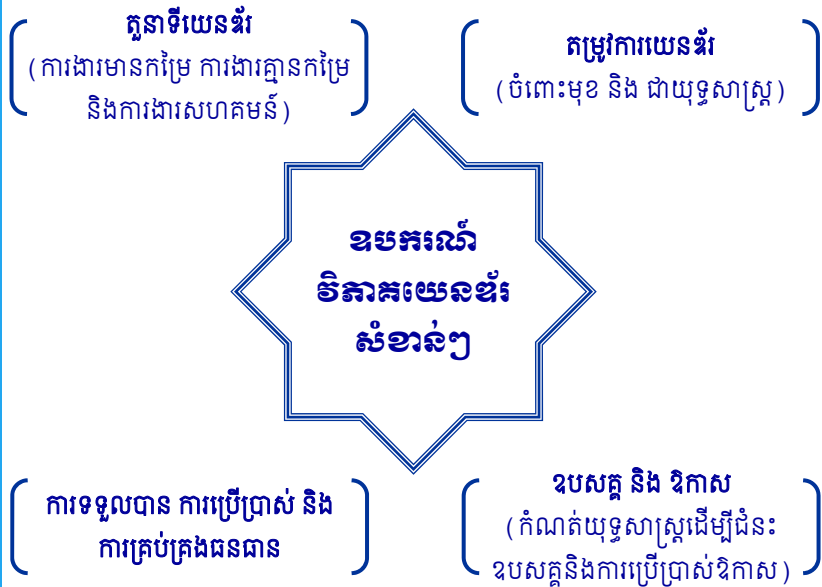 តួនាទីយេនឌ័រ
(ការងារមានកម្រៃ ការងារគ្មានកម្រៃ
និងការងារសហគមន៍)
តម្រូវការយេនឌ័រ
(ចំពោះមុខ និង ជាយុទ្ធសាស្ត្រ)
ឧបករណ៍
វិភាគយេនឌ័រ
សំខាន់ៗ
ការទទួលបាន ការប្រើប្រាស់ និង
ការគ្រប់គ្រងធនធាន
ឧបសគ្គ និង ឱកាស
(កំណត់យុទ្ធសាស្ត្រដើម្បីជំនះ
ឧបសគ្គនិងការប្រើប្រាស់ឱកាស)